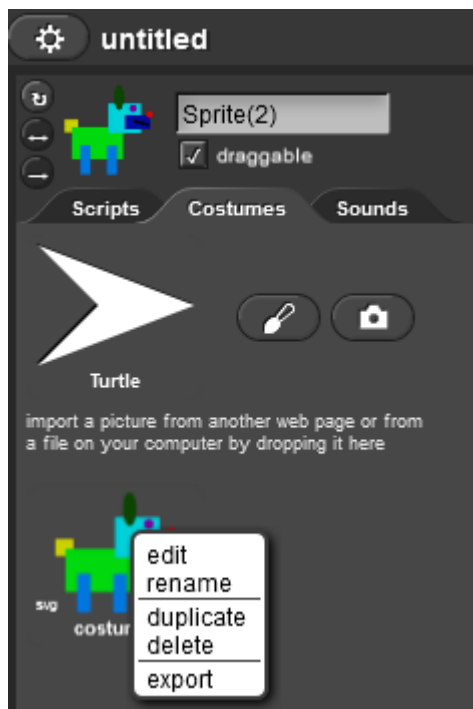 untitled
Sprite(2)
draggable
Scripts Costumes Sounds
Turtle
import a picture from another web page or from
a file on your computer by dropping it here
svg
edit
rename
duplicate
delete
export